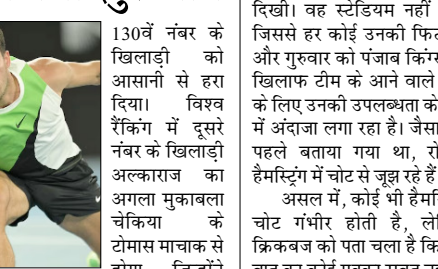 130वें नंबर के
खिलाड़ी को
आसानी से हरा
दिया। विश्व
रैंकिंग में दूसरे
नंबर के खिलाड़ी
अल्काराज का
अगला मुकाबला
चेकिया के
टोमास माचाक से
दिखी। वह स्टेडियम नहीं
जिससे हर कोई उनकी फिट
और गुरुवार को पंजाब किंग्स
खिलाफ टीम के आने वाले
के लिए उनकी उपलब्धता के
में अंदाजा लगा रहा है। जैसा
पहले बताया गया था, रो
हैमस्ट्रिंग में चोट से जूझ रहे हैं
असल में, कोई भी हैमस्
चोट गंभीर होती है, ले
क्रिकबज को पता चला है कि